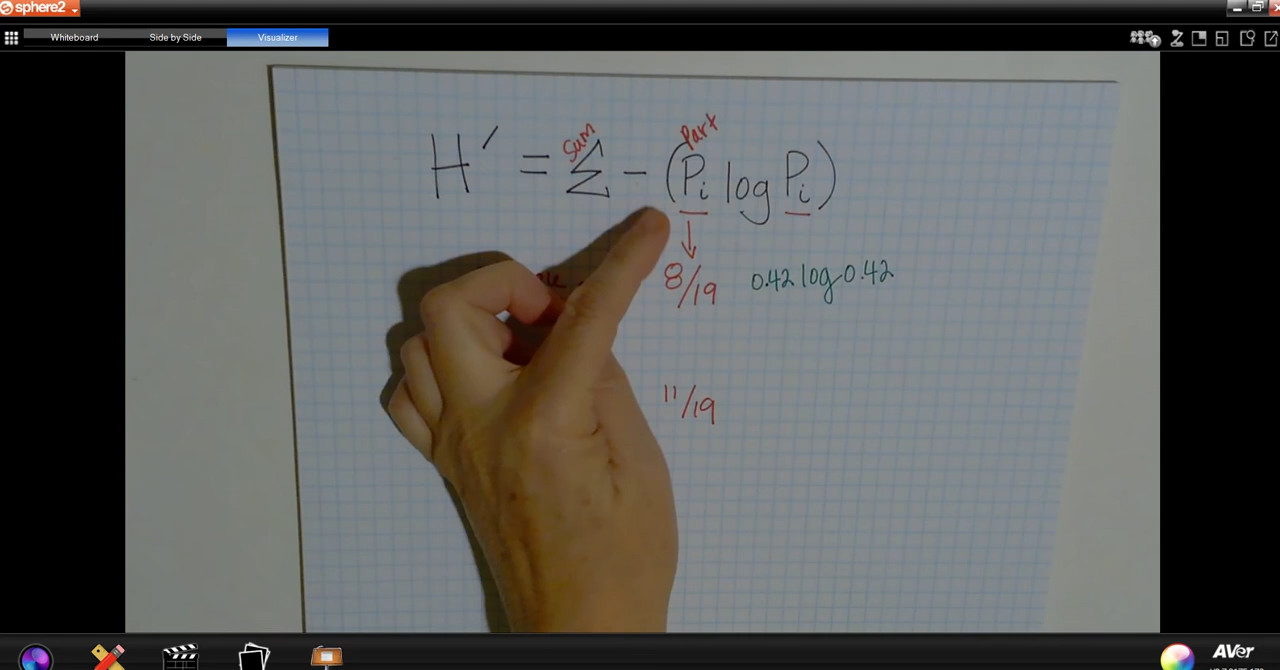 sphere2
Whiteboard Side by Side Visualizer
Sum Part
H' = Σ - (Pi log Pi)
8/19 0.42 log 0.42
11/19
AVer